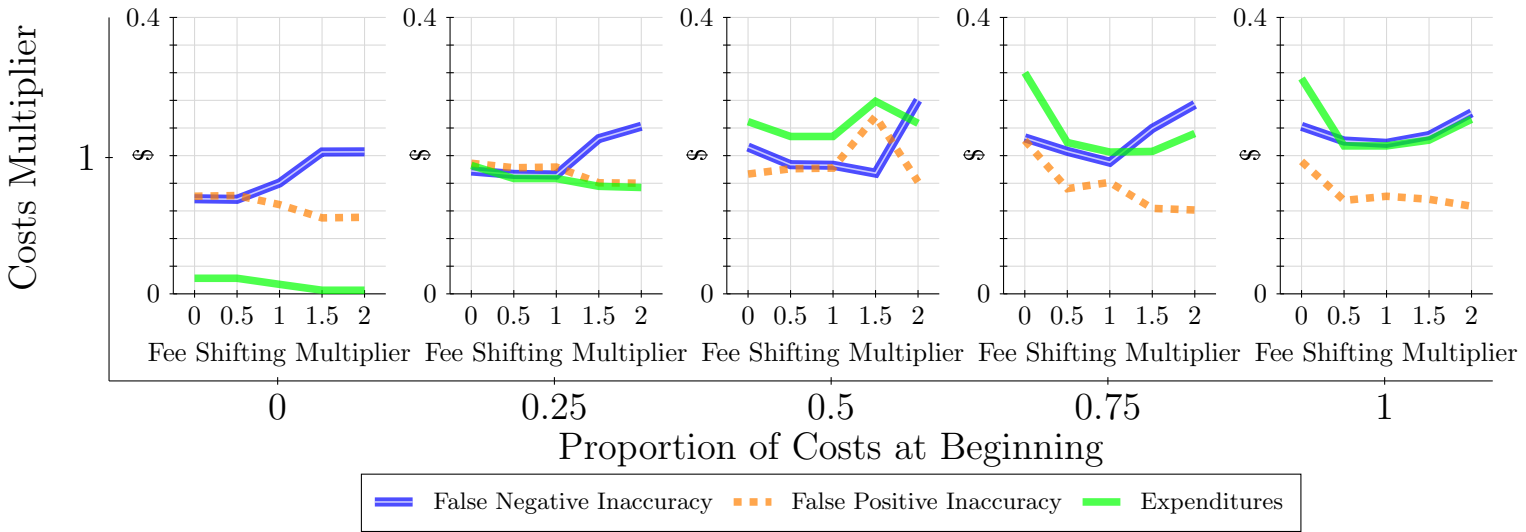 Costs Multiplier
1
0.4
$
0
0 0.5 1 1.5 2
Fee Shifting Multiplier
0.4
$
0
0 0.5 1 1.5 2
Fee Shifting Multiplier
0.4
$
0
0 0.5 1 1.5 2
Fee Shifting Multiplier
0.4
$
0
0 0.5 1 1.5 2
Fee Shifting Multiplier
0.4
$
0
0 0.5 1 1.5 2
Fee Shifting Multiplier
0 0.25 0.5 0.75 1
Proportion of Costs at Beginning
False Negative Inaccuracy False Positive Inaccuracy Expenditures